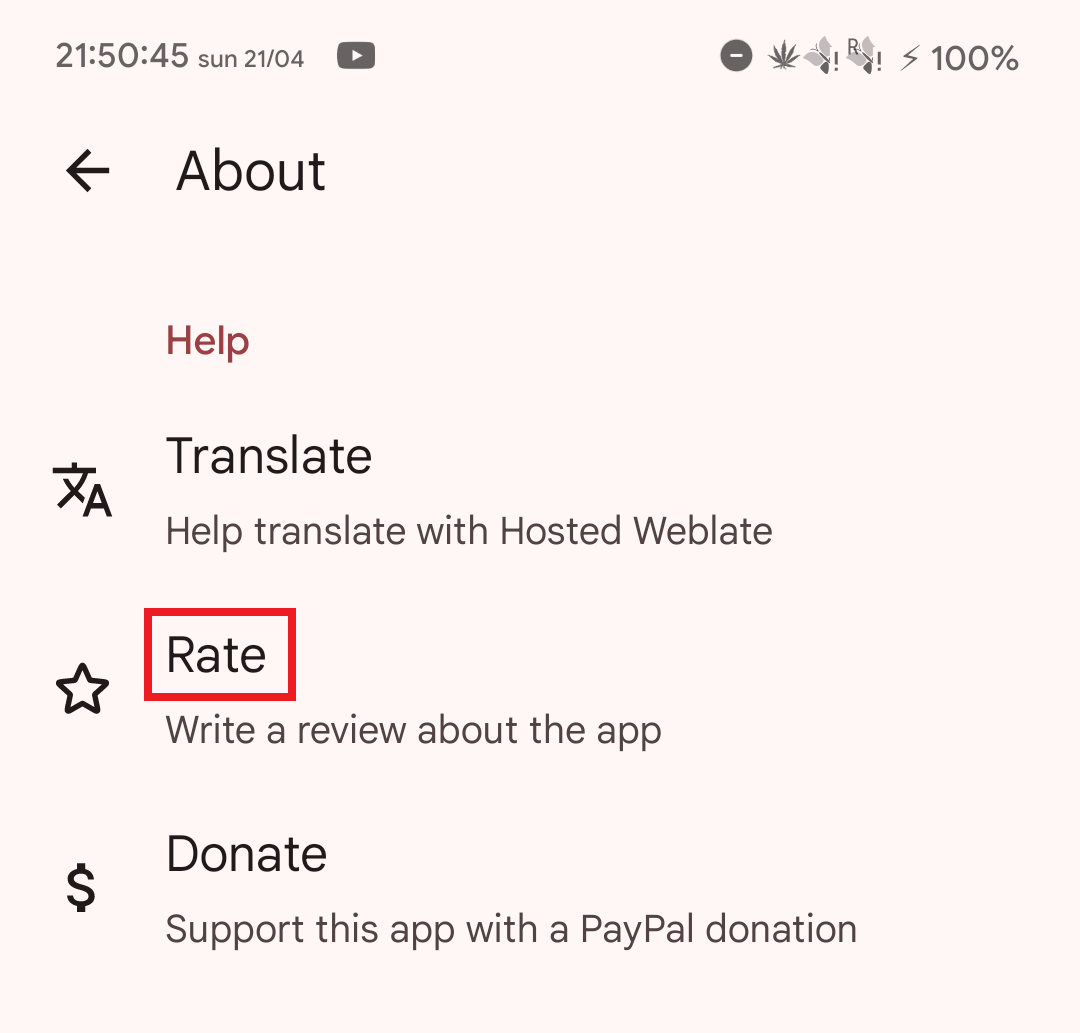 21:50:45 sun 21/04 R ! ! 100%
About
Help
Translate
Help translate with Hosted Weblate
Rate
Write a review about the app
Donate
Support this app with a PayPal donation